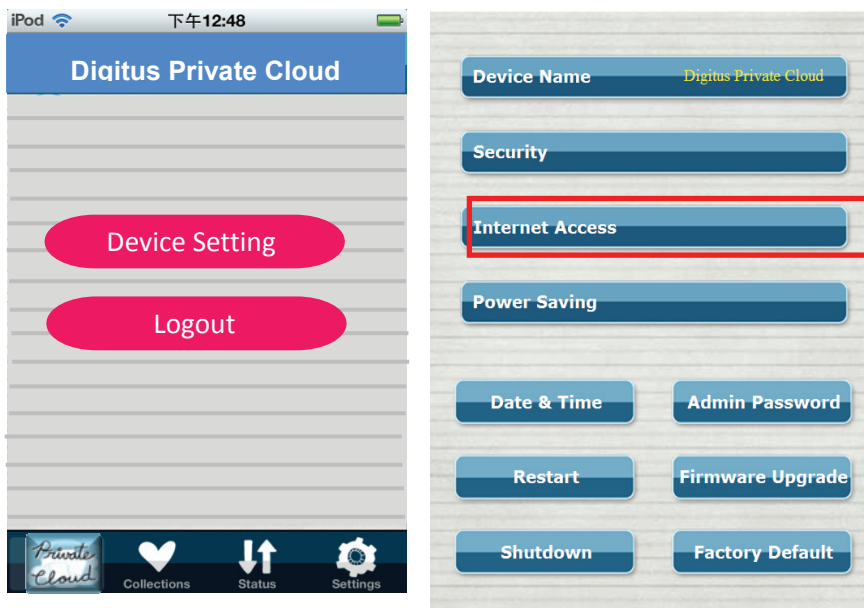 iPod 下午12:48
Digitus Private Cloud
Device Setting
Logout
Private
Cloud
Collections
Status
Settings
Device Name Digitus Private Cloud
Security
Internet Access
Power Saving
Date & Time Admin Password
Restart Firmware Upgrade
Shutdown Factory Default